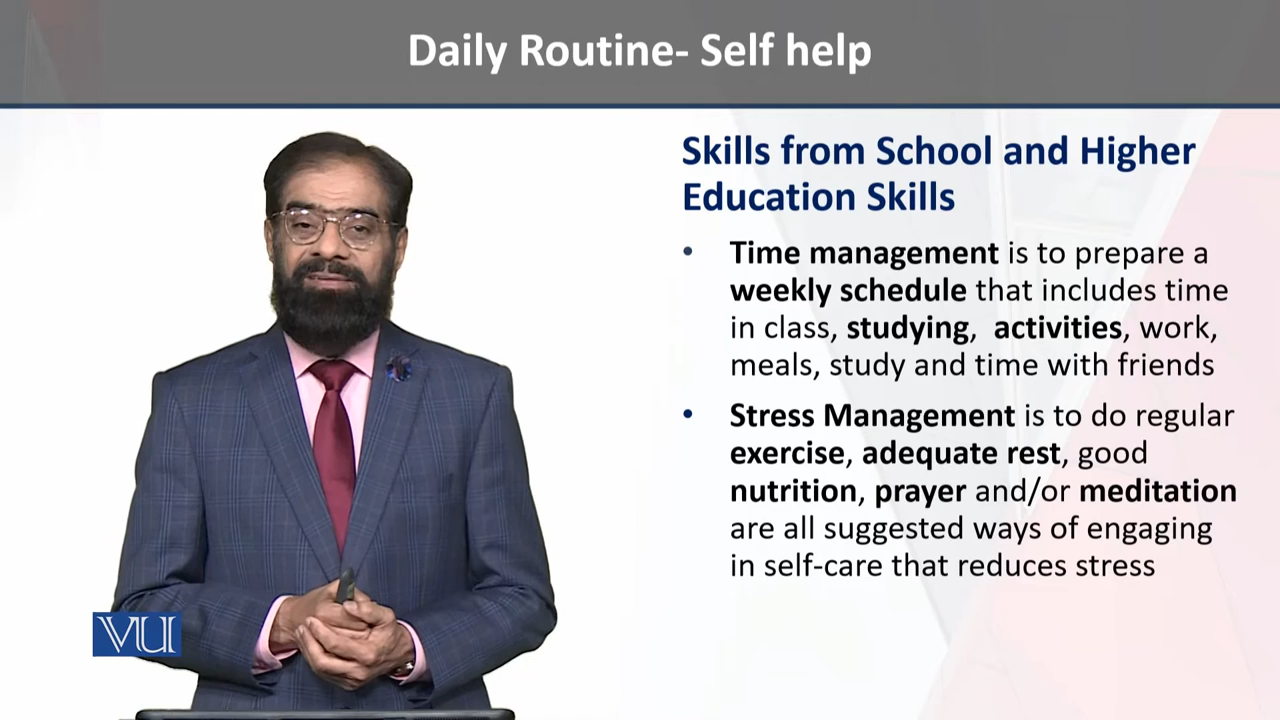 Daily Routine- Self help
Skills from School and Higher
Education Skills
• Time management is to prepare a
weekly schedule that includes time
in class, studying,  activities, work,
meals, study and time with friends
• Stress Management is to do regular
exercise, adequate rest, good
nutrition, prayer and/or meditation
are all suggested ways of engaging
in self-care that reduces stress
VU